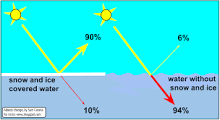 90%
6%
snow and ice
covered water
water without
snow and ice
10%
94%